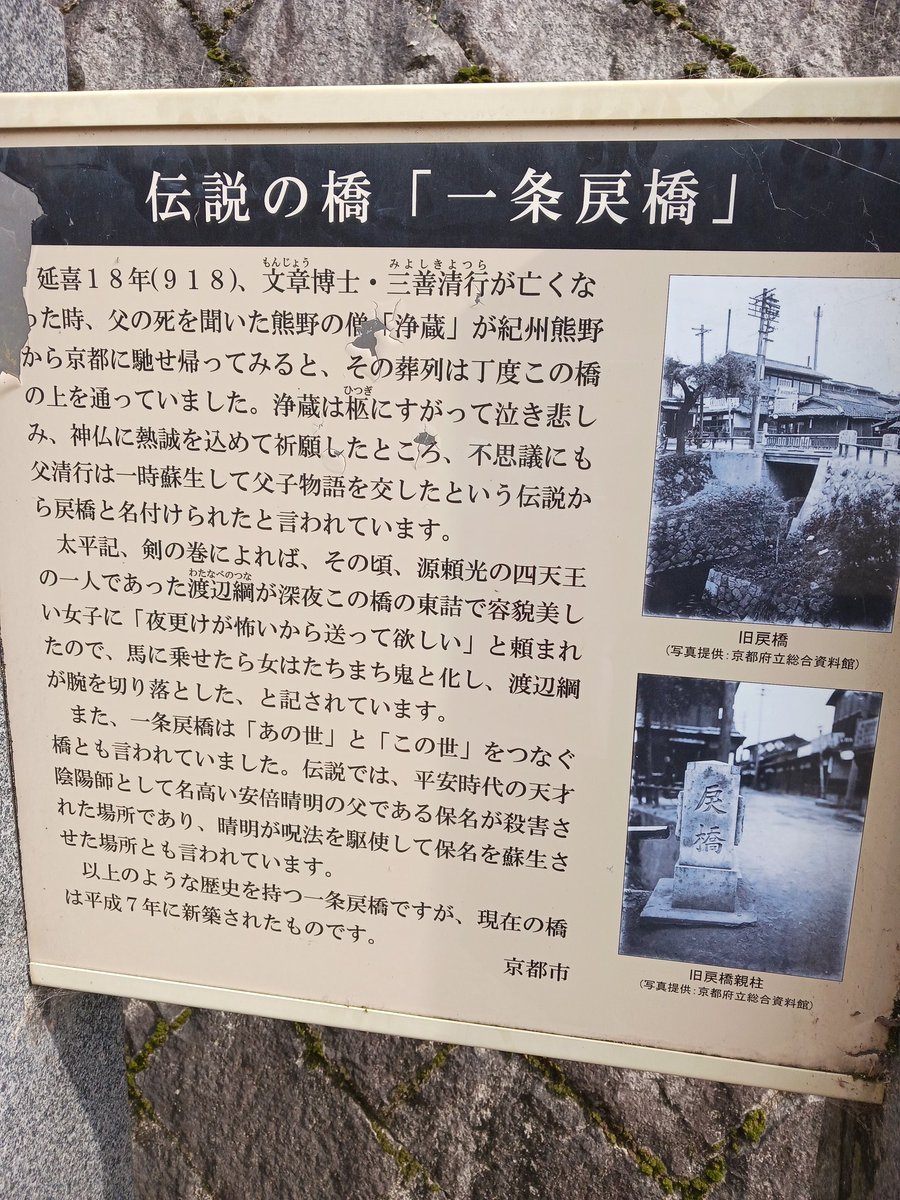 伝説の橋「一条戻橋」
延喜１８年(９１８)、文章博士・三善清行が亡くな
もんじょう
みよしきよつら
った時、父の死を聞いた熊野の僧「浄蔵」が紀州熊野
から京都に馳せ帰ってみると、その葬列は丁度この橋
の上を通っていました。浄蔵は柩にすがって泣き悲し
ひつぎ
み、神仏に熱誠を込めて祈願したところ、不思議にも
父清行は一時蘇生して父子物語を交したという伝説か
ら戻橋と名付けられたと言われています。
太平記、剣の巻によれば、その頃、源頼光の四天王
の一人であった渡辺綱が深夜この橋の東詰で容貌美し
わたなべのつな
い女子に「夜更けが怖いから送って欲しい」と頼まれ
たので、馬に乗せたら女はたちまち鬼と化し、渡辺綱
が腕を切り落とした、と記されています。
また、一条戻橋は「あの世」と「この世」をつなぐ
橋とも言われていました。伝説では、平安時代の天才
陰陽師として名高い安倍晴明の父である保名が殺害さ
れた場所であり、晴明が呪法を駆使して保名を蘇生さ
せた場所とも言われています。
以上のような歴史を持つ一条戻橋ですが、現在の橋
は平成７年に新築されたものです。
京都市
旧戻橋
（写真提供：京都府立総合資料館）
戻橋
旧戻橋親柱
（写真提供：京都府立総合資料館）